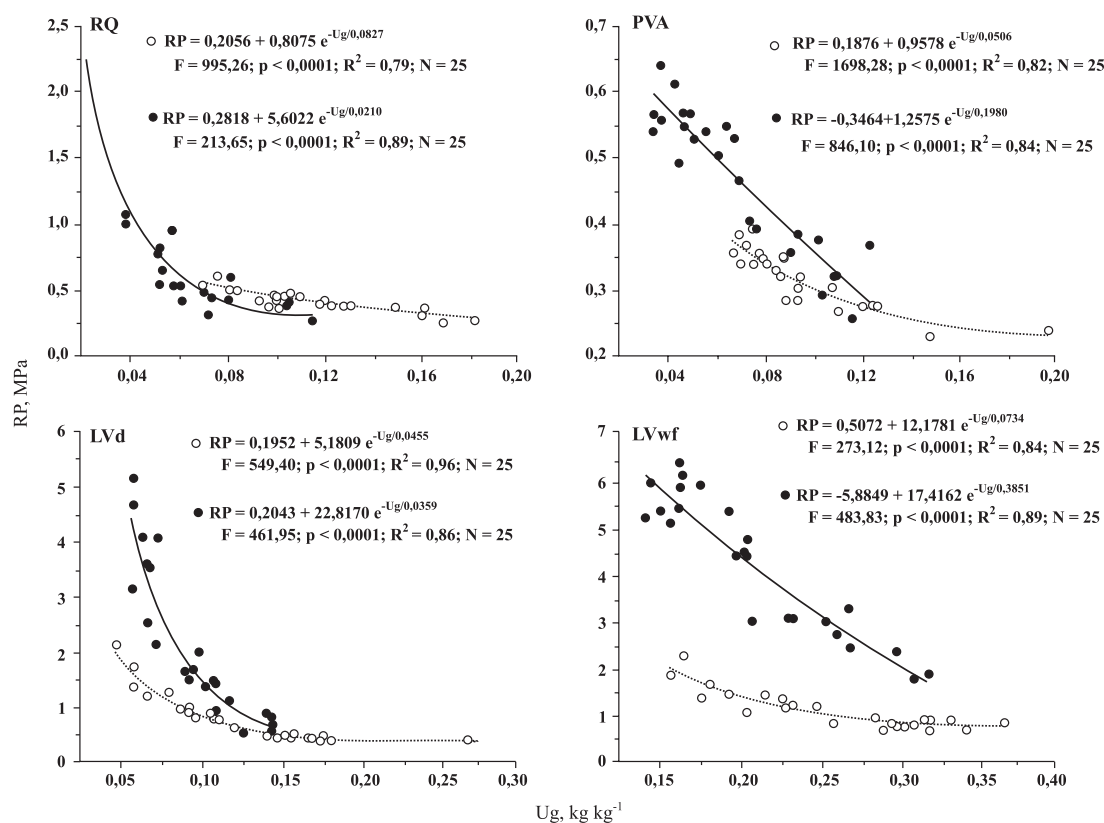 RQ
RP = 0,2056 + 0,8075 e^-Ug/0,0827
F = 995,26; p < 0,0001; R² = 0,79; N = 25
RP = 0,2818 + 5,6022 e^-Ug/0,0210
F = 213,65; p < 0,0001; R² = 0,89; N = 25
2,5
2,0
1,5
1,0
0,5
0,0
0,04 0,08 0,12 0,16 0,20
PVA
RP = 0,1876 + 0,9578 e^-Ug/0,0506
F = 1698,28; p < 0,0001; R² = 0,82; N = 25
RP = -0,3464+1,2575 e^-Ug/0,1980
F = 846,10; p < 0,0001; R² = 0,84; N = 25
0,7
0,6
0,5
0,4
0,3
0,2
0,04 0,08 0,12 0,16 0,20
RP, MPa
LVd
RP = 0,1952 + 5,1809 e^-Ug/0,0455
F = 549,40; p < 0,0001; R² = 0,96; N = 25
RP = 0,2043 + 22,8170 e^-Ug/0,0359
F = 461,95; p < 0,0001; R² = 0,86; N = 25
6
5
4
3
2
1
0
0,05 0,10 0,15 0,20 0,25 0,30
LVwf
RP = 0,5072 + 12,1781 e^-Ug/0,0734
F = 273,12; p < 0,0001; R² = 0,84; N = 25
RP = -5,8849 + 17,4162 e^-Ug/0,3851
F = 483,83; p < 0,0001; R² = 0,89; N = 25
7
6
5
4
3
2
1
0
0,15 0,20 0,25 0,30 0,35 0,40
Ug, kg kg⁻¹